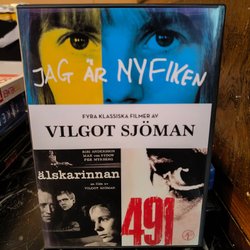 JAG ÄR NYFIKEN
FYRA KLASSISKA FILMER AV
VILGOT SJÖMAN
BIBI ANDERSSON
MAX von SYDOW
PER MYRBERG
älskarinnan
EN FILM AV
VILGOT SJÖMAN
491